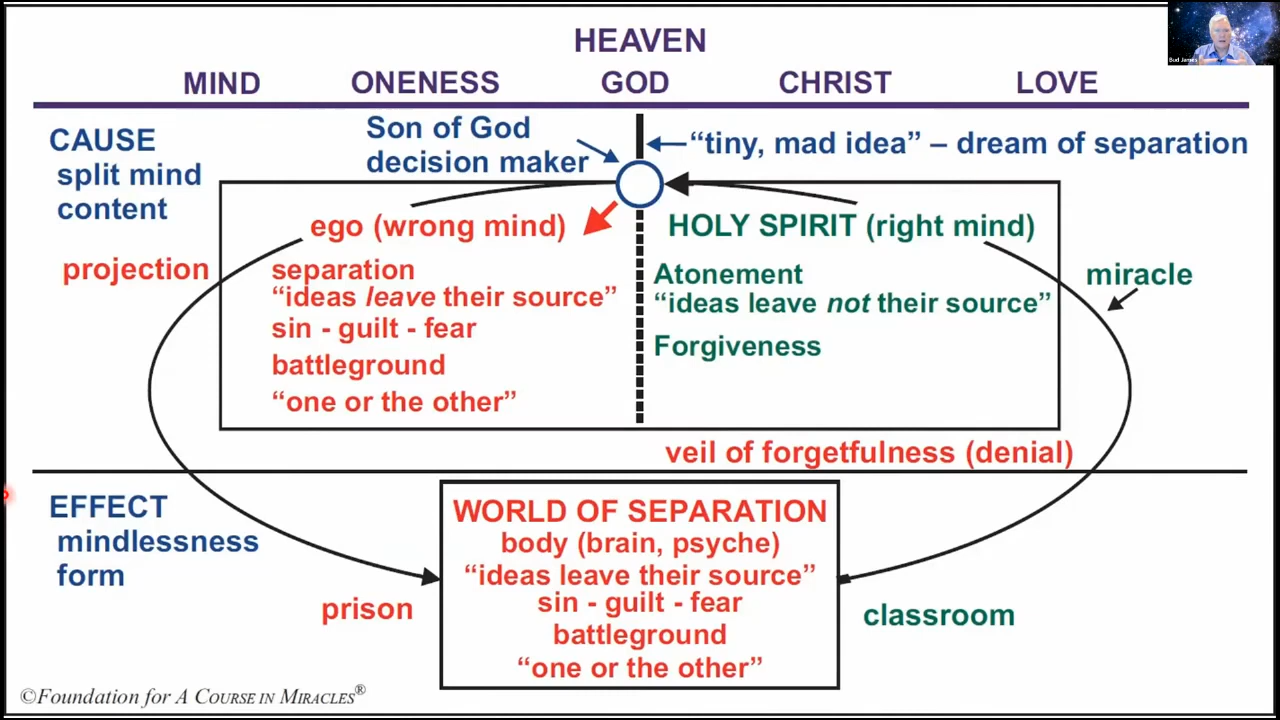 HEAVEN
MIND ONENESS GOD CHRIST LOVE
CAUSE
split mind
content
Son of God
decision maker
“tiny, mad idea” – dream of separation
ego (wrong mind)
HOLY SPIRIT (right mind)
projection
separation
“ideas leave their source”
sin - guilt - fear
battleground
“one or the other”
Atonement
“ideas leave not their source”
Forgiveness
miracle
veil of forgetfulness (denial)
EFFECT
mindlessness
form
WORLD OF SEPARATION
body (brain, psyche)
“ideas leave their source”
sin - guilt - fear
battleground
“one or the other”
prison
classroom
©Foundation for A COURSE IN MIRACLES®
Bud James